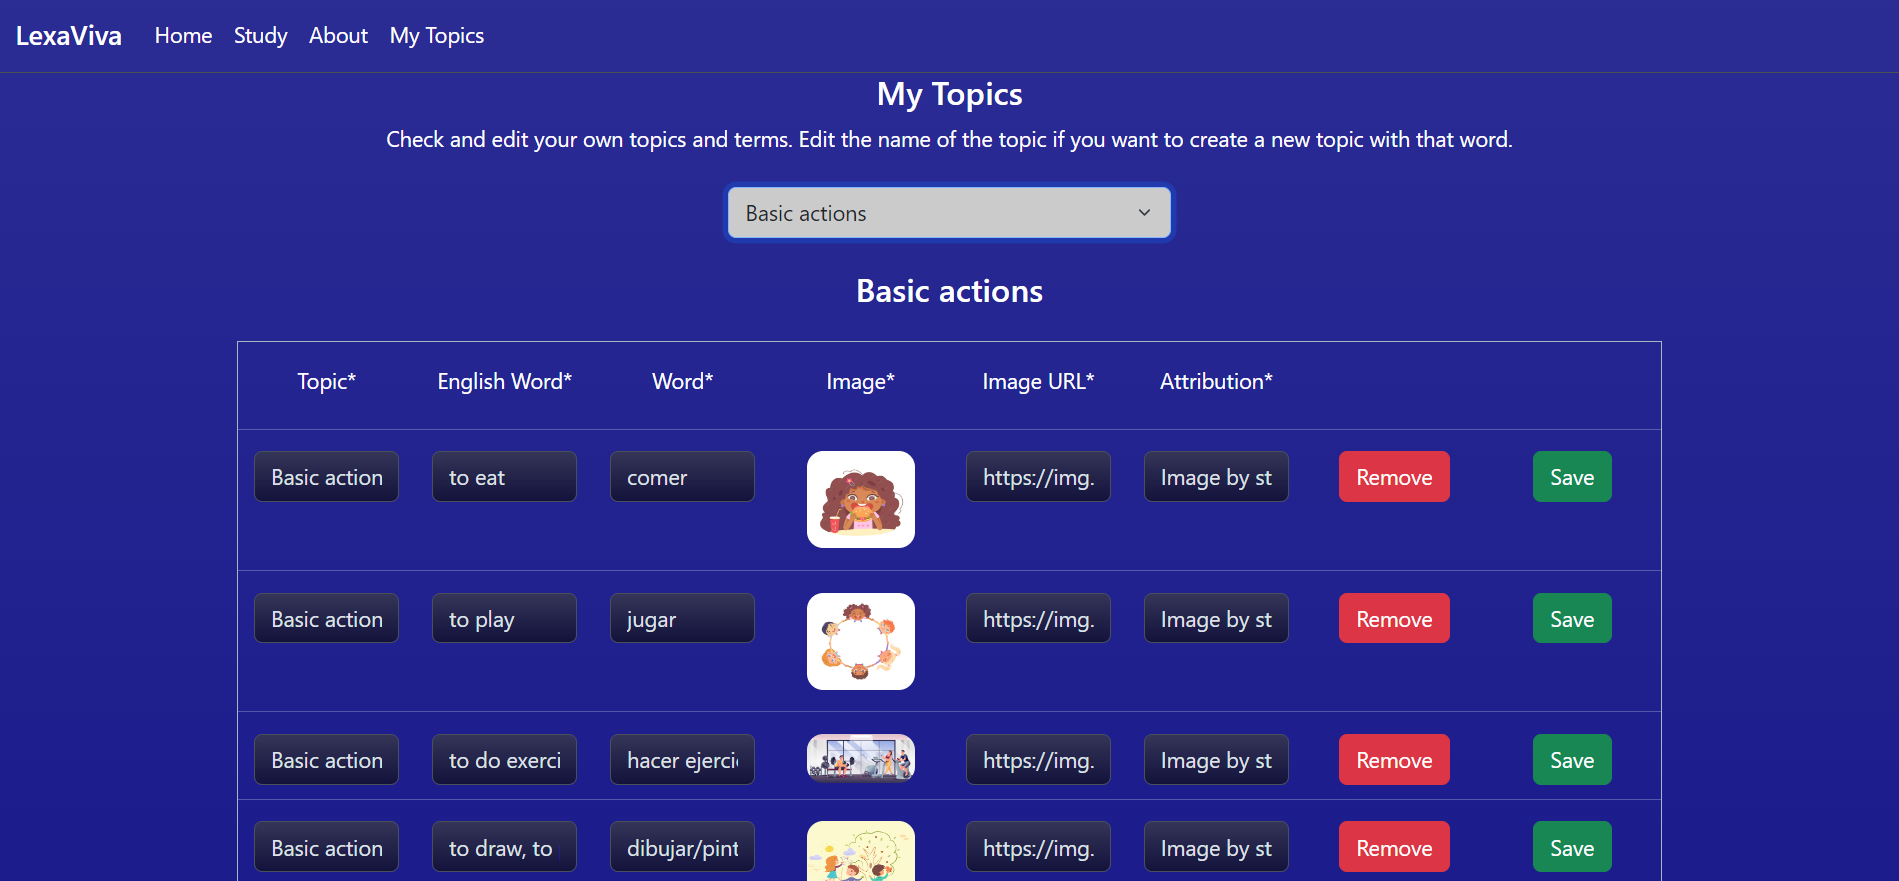 LexaViva Home Study About My Topics
My Topics
Check and edit your own topics and terms. Edit the name of the topic if you want to create a new topic with that word.
Basic actions
Basic actions
Topic* English Word* Word* Image* Image URL* Attribution*
Basic action to eat comer https://img. Image by st Remove Save
Basic action to play jugar https://img. Image by st Remove Save
Basic action to do exerci hacer ejerci https://img. Image by st Remove Save
Basic action to draw, to dibujar/pint https://img. Image by st Remove Save